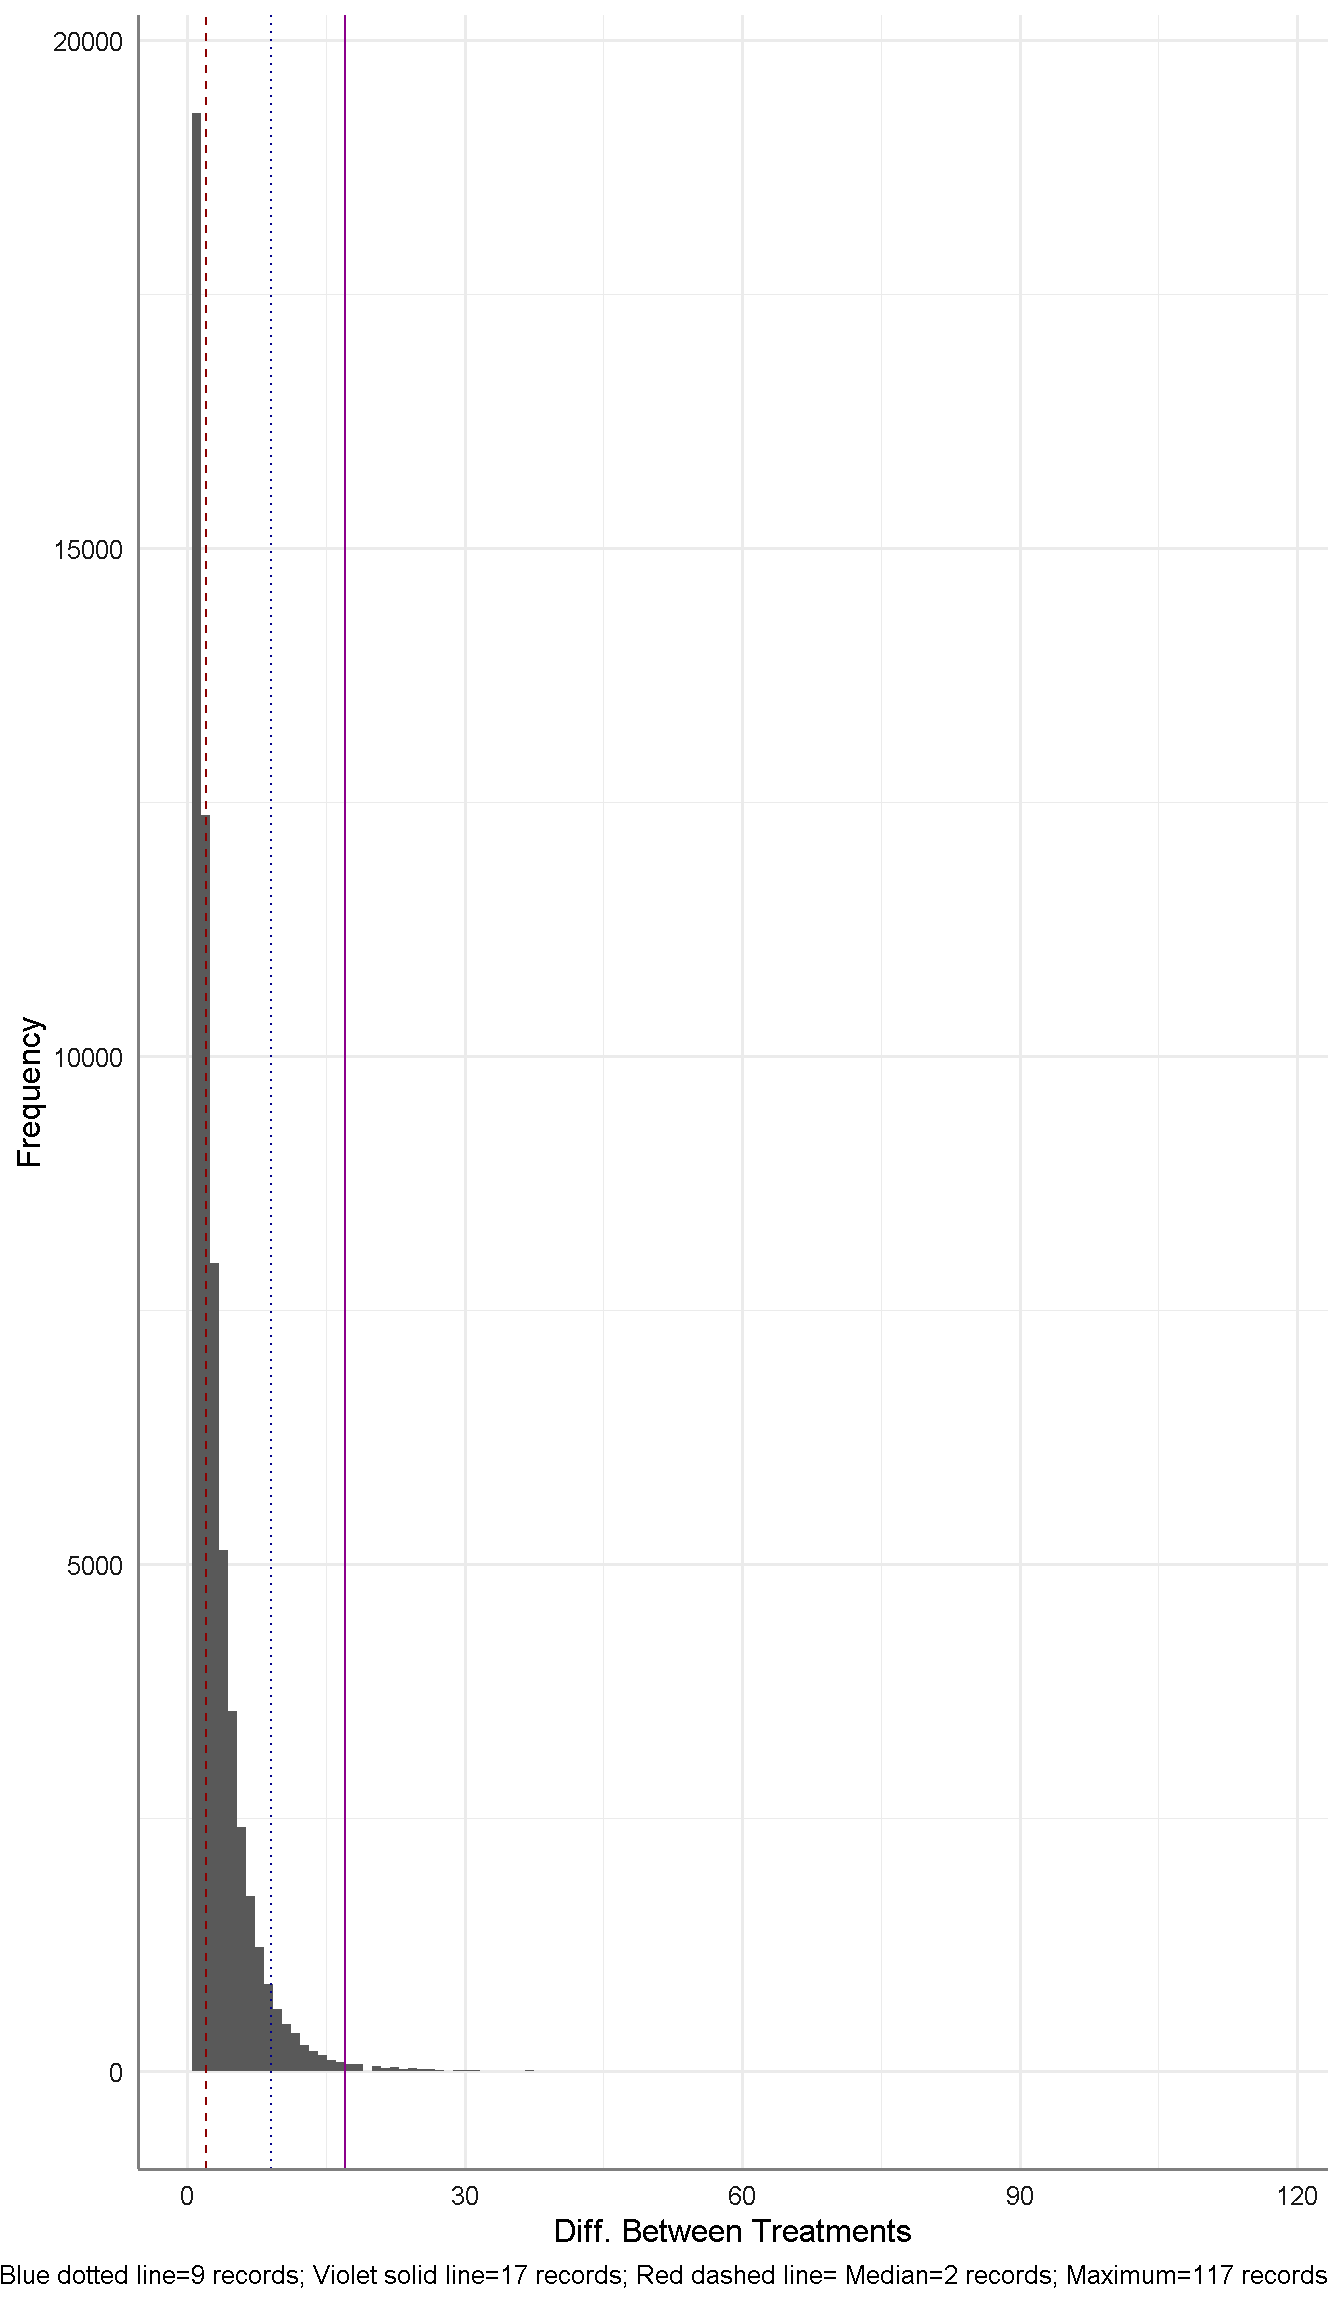 20000
15000
10000
5000
0
Frequency
0 30 60 90 120
Diff. Between Treatments
Blue dotted line=9 records; Violet solid line=17 records; Red dashed line= Median=2 records; Maximum=117 records